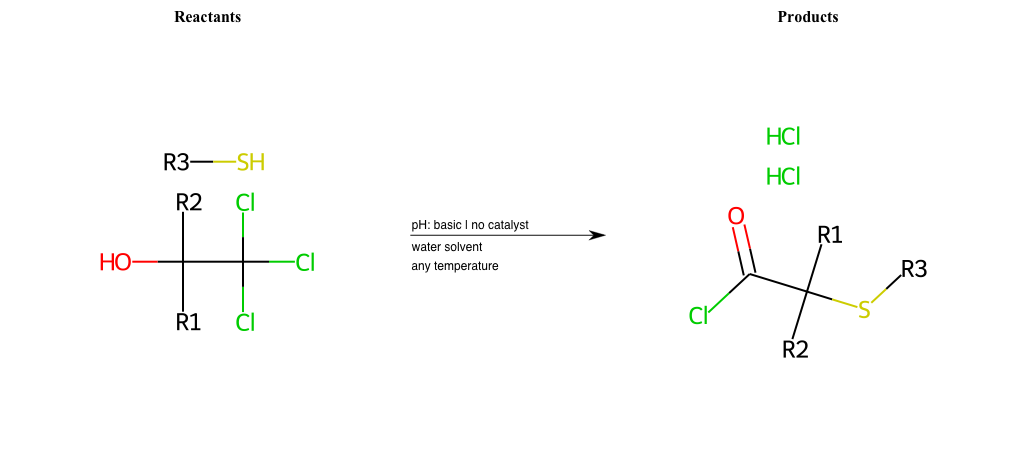 Reactants
Products
R3 SH
R2 Cl
HO Cl
R1 Cl
pH: basic | no catalyst
water solvent
any temperature
HCl
HCl
O
R1
R3
Cl
S
R2